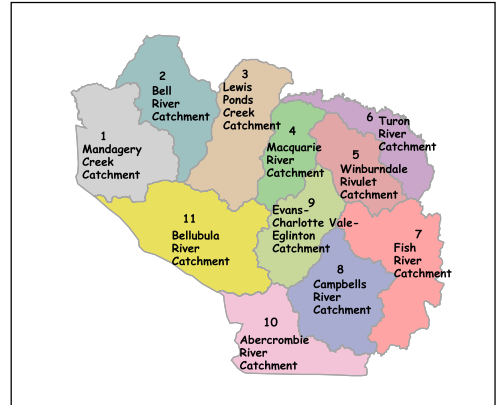 1
Mandagery
Creek
Catchment
2
Bell
River
Catchment
3
Lewis
Ponds
Creek
Catchment
4
Macquarie
River
Catchment
5
Winburndale
Rivulet
Catchment
6
Turon
River
Catchment
7
Fish
River
Catchment
8
Campbells
River
Catchment
9
Evans-
Charlotte Vale-
Eglinton
Catchment
10
Abercrombie
River
Catchment
11
Bellubula
River
Catchment